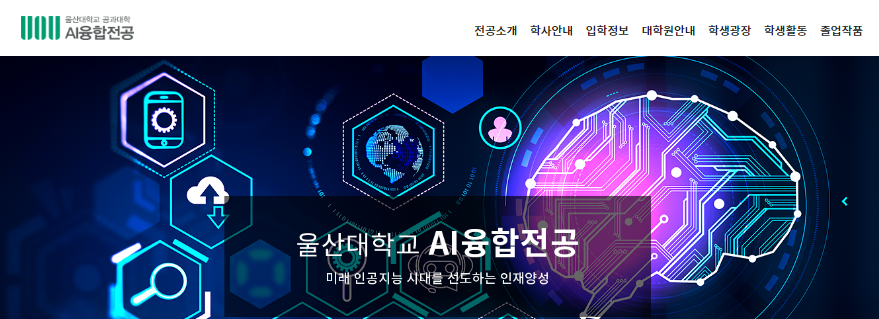 울산대학교 공과대학
AI융합전공
전공소개 학사안내 입학정보 대학원안내 학생광장 학생활동 졸업작품
울산대학교 AI융합전공
미래 인공지능 시대를 선도하는 인재양성